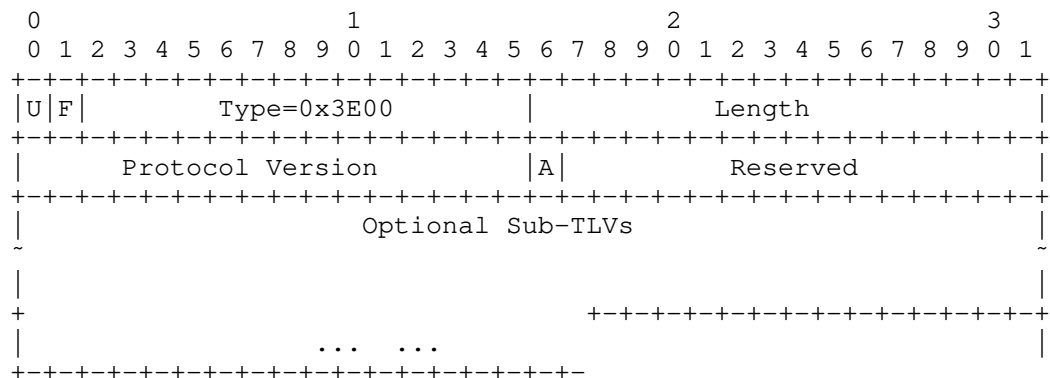 0                   1                   2                   3
0 1 2 3 4 5 6 7 8 9 0 1 2 3 4 5 6 7 8 9 0 1 2 3 4 5 6 7 8 9 0 1
+-+-+-+-+-+-+-+-+-+-+-+-+-+-+-+-+-+-+-+-+-+-+-+-+-+-+-+-+-+-+-+-+
|U|F|        Type=0x3E00        |           Length              |
+-+-+-+-+-+-+-+-+-+-+-+-+-+-+-+-+-+-+-+-+-+-+-+-+-+-+-+-+-+-+-+-+
|      Protocol Version         |A|          Reserved           |
+-+-+-+-+-+-+-+-+-+-+-+-+-+-+-+-+-+-+-+-+-+-+-+-+-+-+-+-+-+-+-+-+
|                     Optional Sub-TLVs                         |
~                                                               ~
|                                                               |
+                                   +-+-+-+-+-+-+-+-+-+-+-+-+-+-+
|                  ...  ...                                     |
+-+-+-+-+-+-+-+-+-+-+-+-+-+-+-+-+-+-